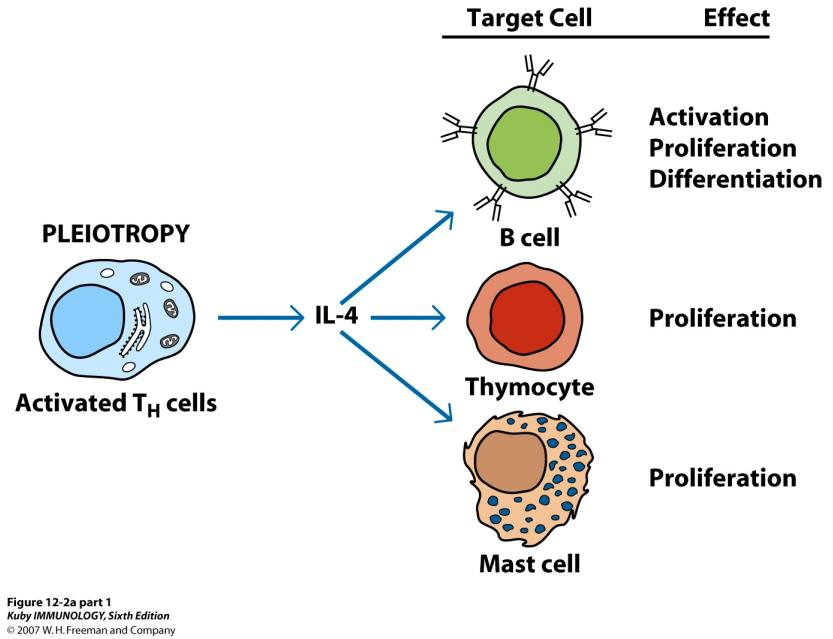 Target Cell Effect
Activation
Proliferation
Differentiation
B cell
PLEIOTROPY
IL-4
Proliferation
Thymocyte
Activated TH cells
Proliferation
Mast cell
Figure 12-2a part 1
Kuby IMMUNOLOGY, Sixth Edition
© 2007 W. H. Freeman and Company